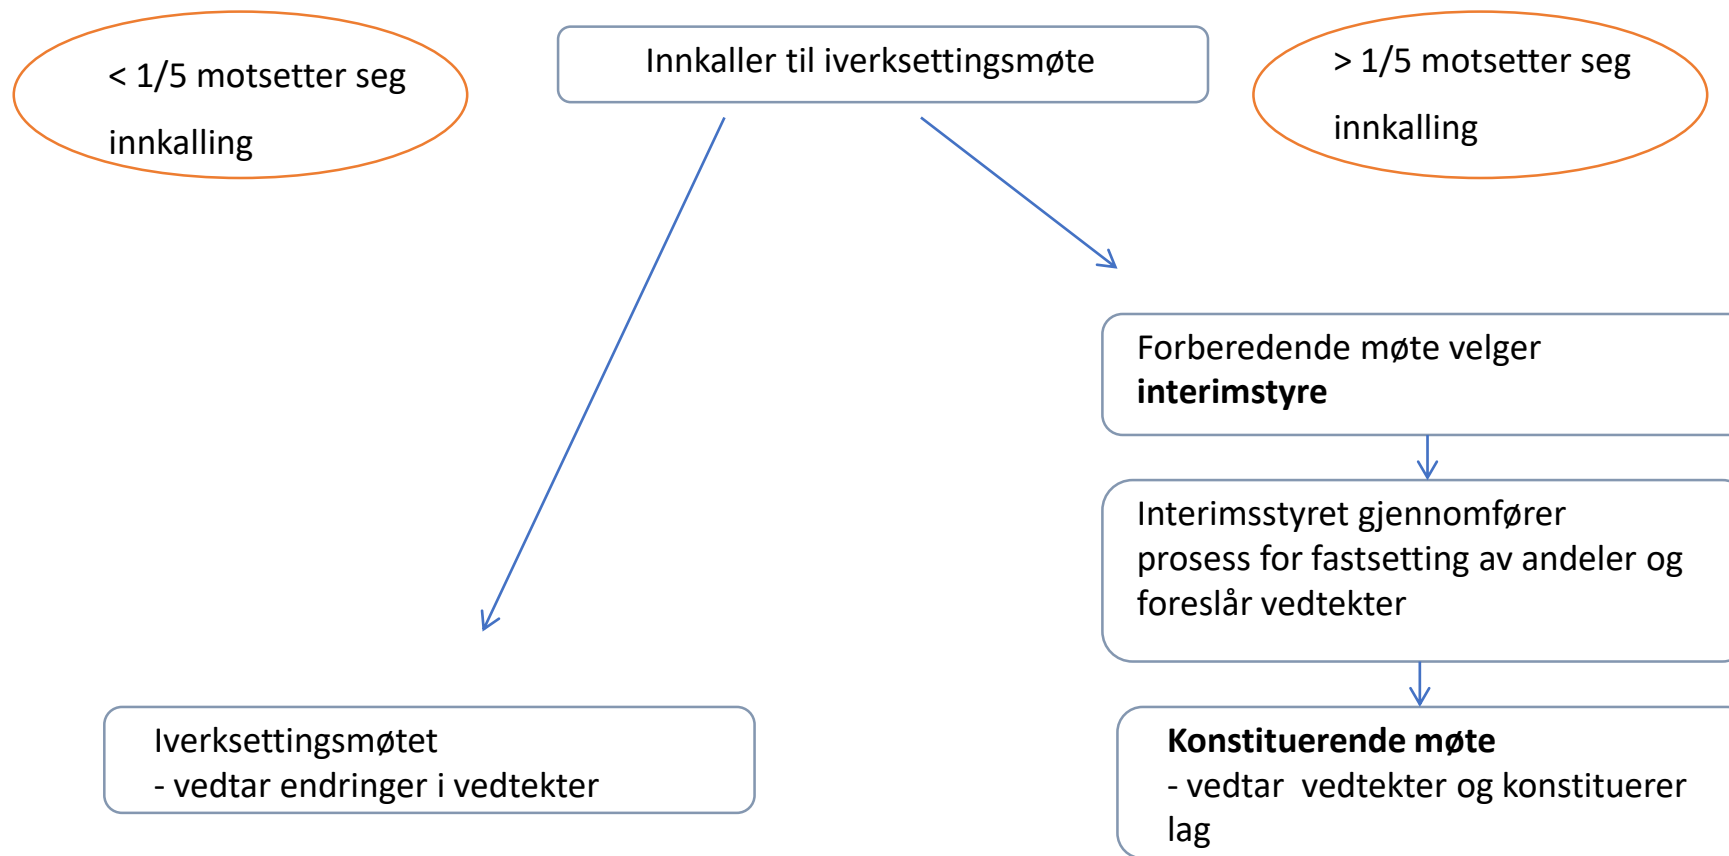 < 1/5 motsetter seg
innkalling
Innkaller til iverksettingsmøte
> 1/5 motsetter seg
innkalling
Forberedende møte velger
interimstyre
Interimsstyret gjennomfører
prosess for fastsetting av andeler og
foreslår vedtekter
Iverksettingsmøtet
- vedtar endringer i vedtekter
Konstituerende møte
- vedtar  vedtekter og konstituerer
lag